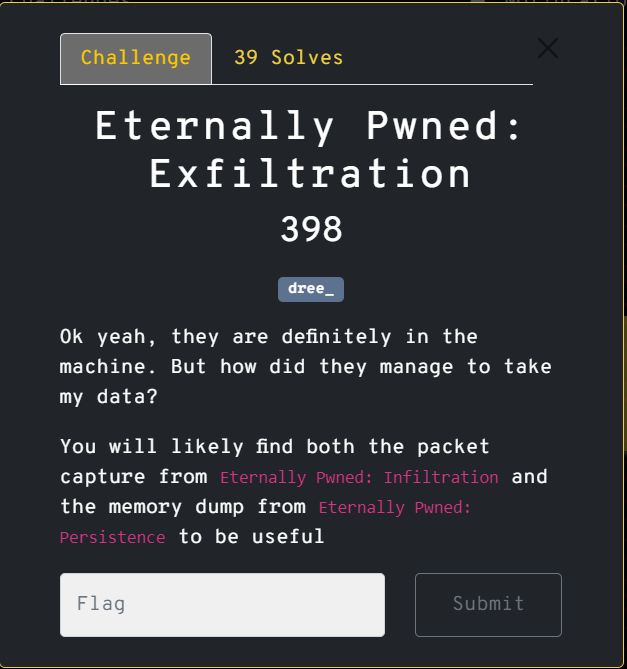 Challenge
39 Solves
Eternally Pwned:
Exfiltration
398
dree_
Ok yeah, they are definitely in the
machine. But how did they manage to take
my data?
You will likely find both the packet
capture from Eternally Pwned: Infiltration and
the memory dump from Eternally Pwned:
Persistence to be useful
Flag
Submit